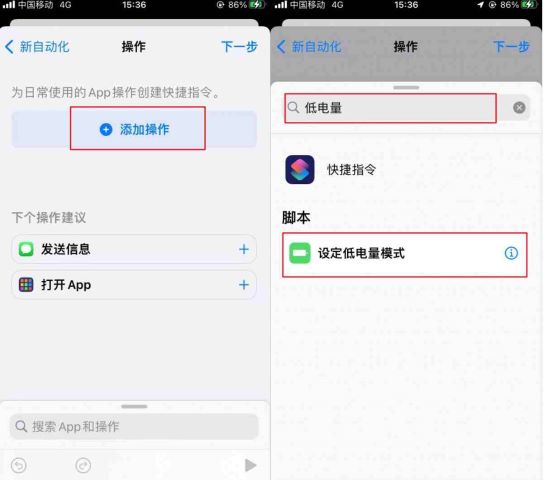 中国移动 4G 15:36 86%
新自动化 操作 下一步
为日常使用的App操作创建快捷指令。
添加操作
下个操作建议
发送信息
打开 App
搜索 App 和操作
中国移动 4G 15:36 86%
新自动化 操作 下一步
低电量
快捷指令
脚本
设定低电量模式